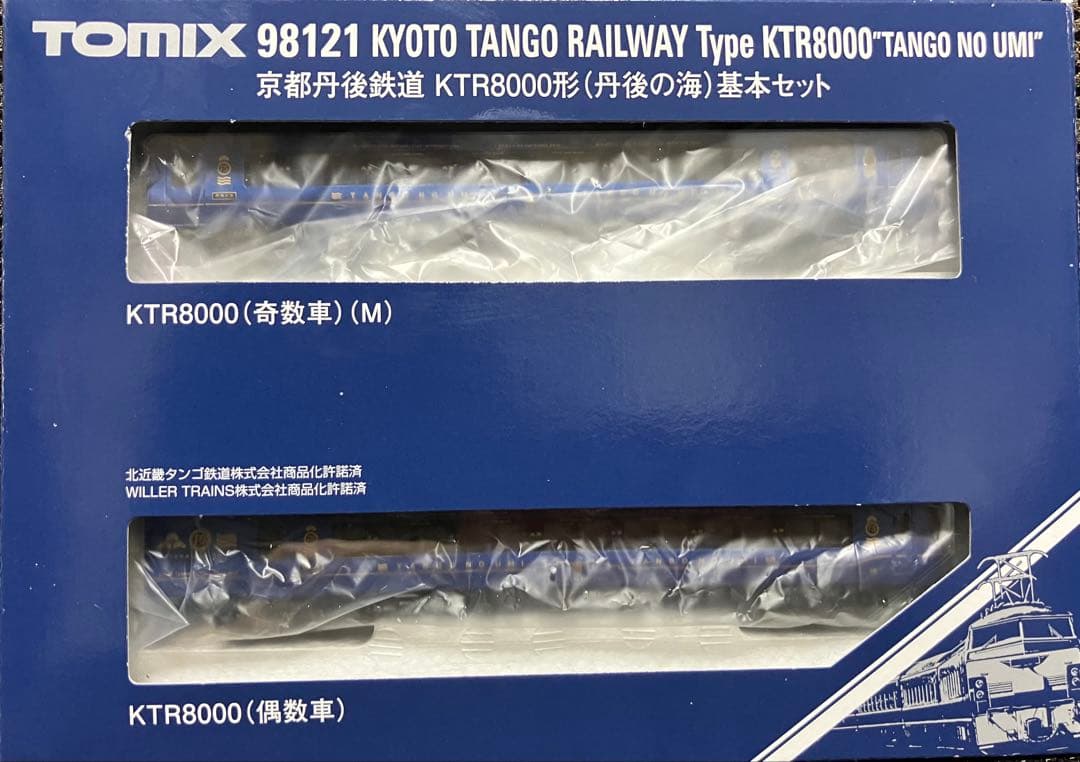 TOMIX 98121 KYOTO TANGO RAILWAY Type KTR8000"TANGO NO UMI"
京都丹後鉄道 KTR8000形(丹後の海)基本セット
KTR8000(奇数車)(M)
北近畿タンゴ鉄道株式会社商品化許諾済
WILLER TRAINS株式会社商品化許諾済
KTR8000(偶数車)